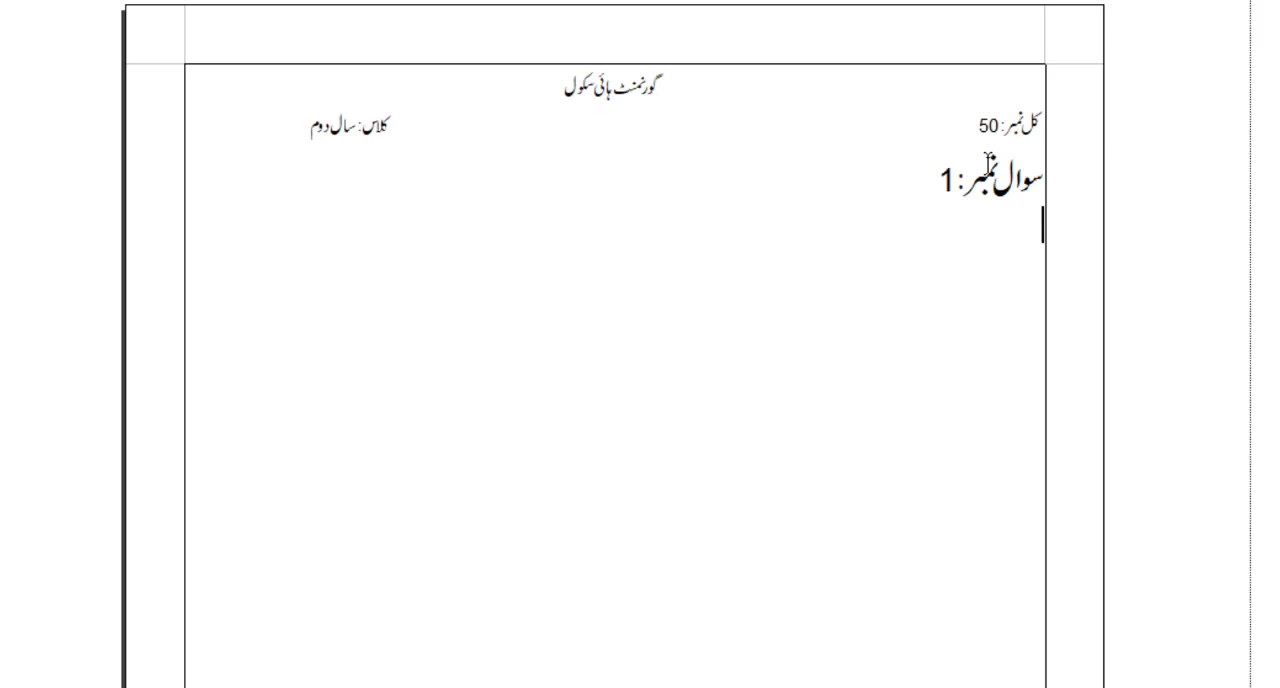 گورنمنٹ ہائی سکول
کل نمبر: 50 کلاس: سال دوم
سوال نمبر: 1